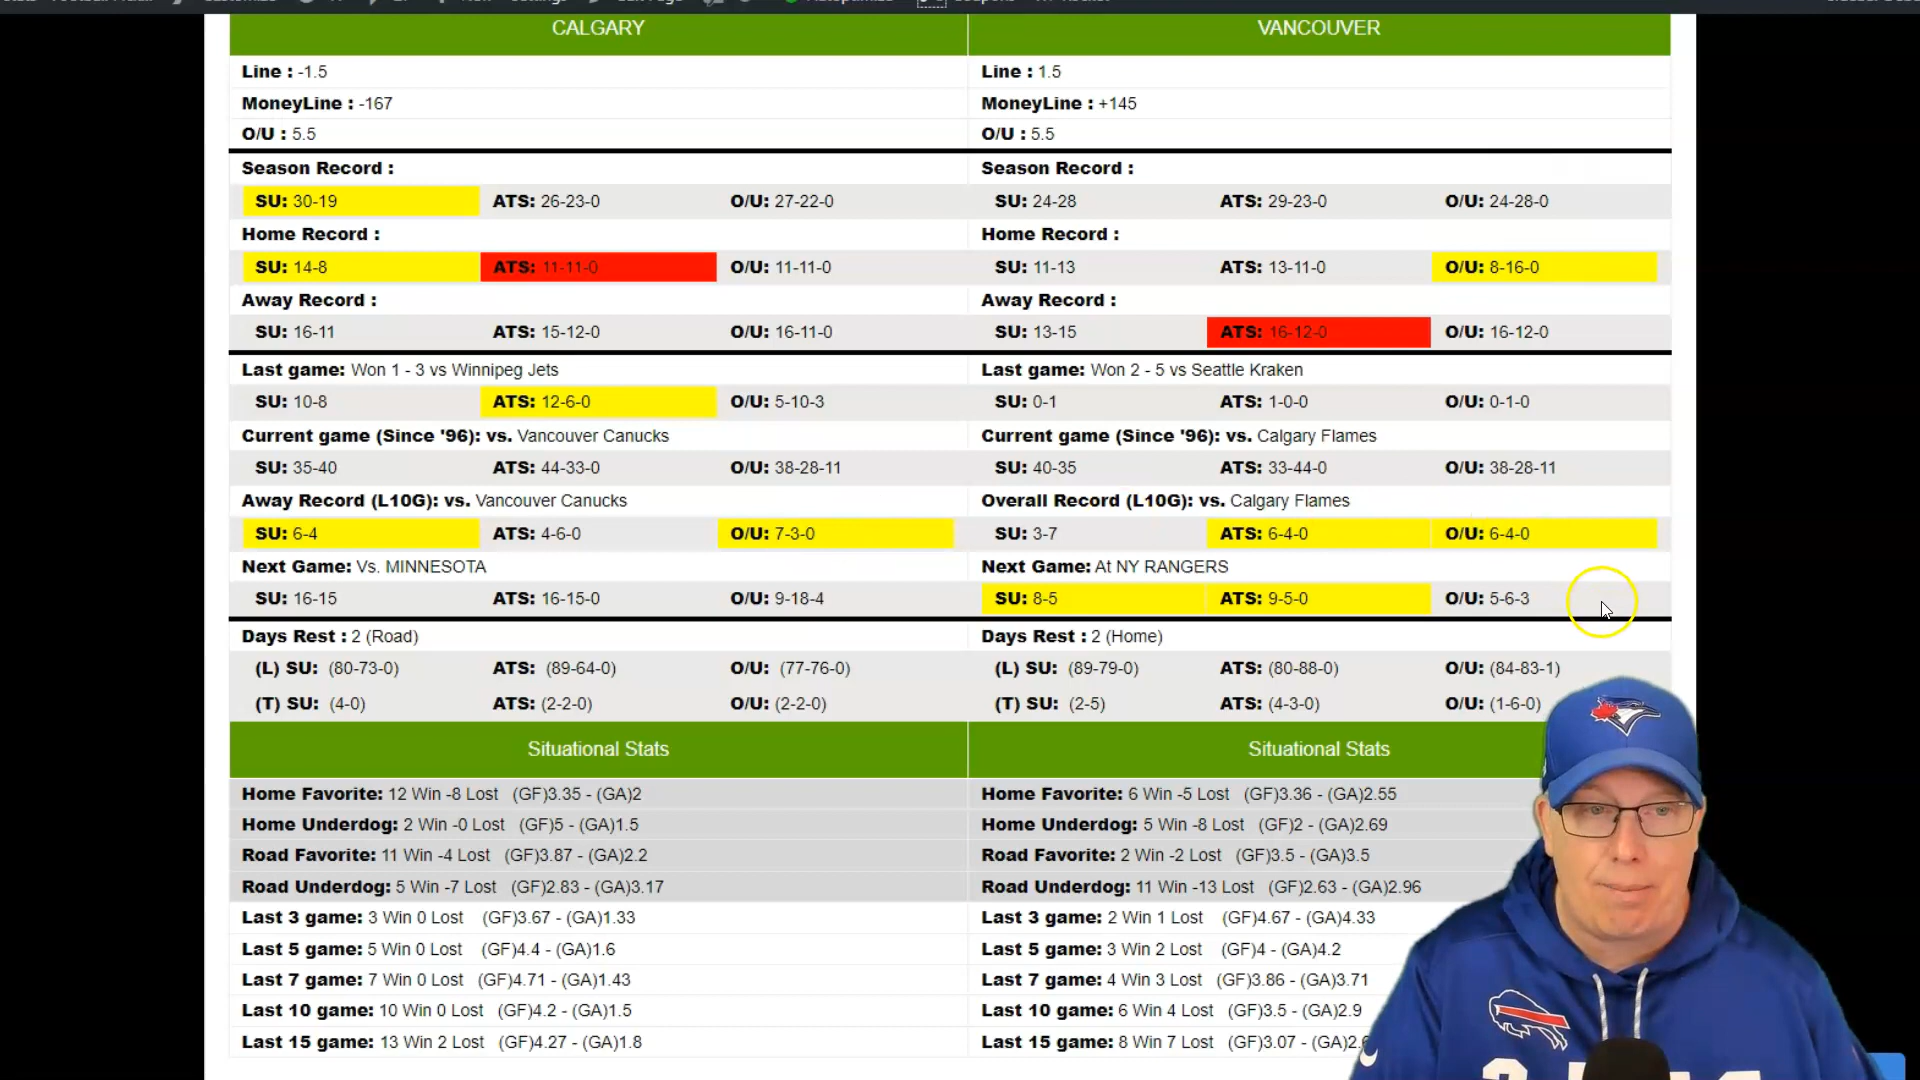 CALGARY VANCOUVER
Line : -1.5 Line : 1.5
MoneyLine : -167 MoneyLine : +145
O/U : 5.5 O/U : 5.5
Season Record : Season Record :
SU: 30-19 ATS: 26-23-0 O/U: 27-22-0 SU: 24-28 ATS: 29-23-0 O/U: 24-28-0
Home Record : Home Record :
SU: 14-8 ATS: 11-11-0 O/U: 11-11-0 SU: 11-13 ATS: 13-11-0 O/U: 8-16-0
Away Record : Away Record :
SU: 16-11 ATS: 15-12-0 O/U: 16-11-0 SU: 13-15 ATS: 16-12-0 O/U: 16-12-0
Last game: Won 1 - 3 vs Winnipeg Jets Last game: Won 2 - 5 vs Seattle Kraken
SU: 10-8 ATS: 12-6-0 O/U: 5-10-3 SU: 0-1 ATS: 1-0-0 O/U: 0-1-0
Current game (Since '96): vs. Vancouver Canucks Current game (Since '96): vs. Calgary Flames
SU: 35-40 ATS: 44-33-0 O/U: 38-28-11 SU: 40-35 ATS: 33-44-0 O/U: 38-28-11
Away Record (L10G): vs. Vancouver Canucks Overall Record (L10G): vs. Calgary Flames
SU: 6-4 ATS: 4-6-0 O/U: 7-3-0 SU: 3-7 ATS: 6-4-0 O/U: 6-4-0
Next Game: Vs. MINNESOTA Next Game: At NY RANGERS
SU: 16-15 ATS: 16-15-0 O/U: 9-18-4 SU: 8-5 ATS: 9-5-0 O/U: 5-6-3
Days Rest : 2 (Road) Days Rest : 2 (Home)
(L) SU: (80-73-0) ATS: (89-64-0) O/U: (77-76-0) (L) SU: (89-79-0) ATS: (80-88-0) O/U: (84-83-1)
(T) SU: (4-0) ATS: (2-2-0) O/U: (2-2-0) (T) SU: (2-5) ATS: (4-3-0) O/U: (1-6-0)
Situational Stats Situational Stats
Home Favorite: 12 Win -8 Lost (GF)3.35 - (GA)2 Home Favorite: 6 Win -5 Lost (GF)3.36 - (GA)2.55
Home Underdog: 2 Win -0 Lost (GF)5 - (GA)1.5 Home Underdog: 5 Win -8 Lost (GF)2 - (GA)2.69
Road Favorite: 11 Win -4 Lost (GF)3.87 - (GA)2.2 Road Favorite: 2 Win -2 Lost (GF)3.5 - (GA)3.5
Road Underdog: 5 Win -7 Lost (GF)2.83 - (GA)3.17 Road Underdog: 11 Win -13 Lost (GF)2.63 - (GA)2.96
Last 3 game: 3 Win 0 Lost (GF)3.67 - (GA)1.33 Last 3 game: 2 Win 1 Lost (GF)4.67 - (GA)4.33
Last 5 game: 5 Win 0 Lost (GF)4.4 - (GA)1.6 Last 5 game: 3 Win 2 Lost (GF)4 - (GA)4.2
Last 7 game: 7 Win 0 Lost (GF)4.71 - (GA)1.43 Last 7 game: 4 Win 3 Lost (GF)3.86 - (GA)3.71
Last 10 game: 10 Win 0 Lost (GF)4.2 - (GA)1.5 Last 10 game: 6 Win 4 Lost (GF)3.5 - (GA)2.9
Last 15 game: 13 Win 2 Lost (GF)4.27 - (GA)1.8 Last 15 game: 8 Win 7 Lost (GF)3.07 -